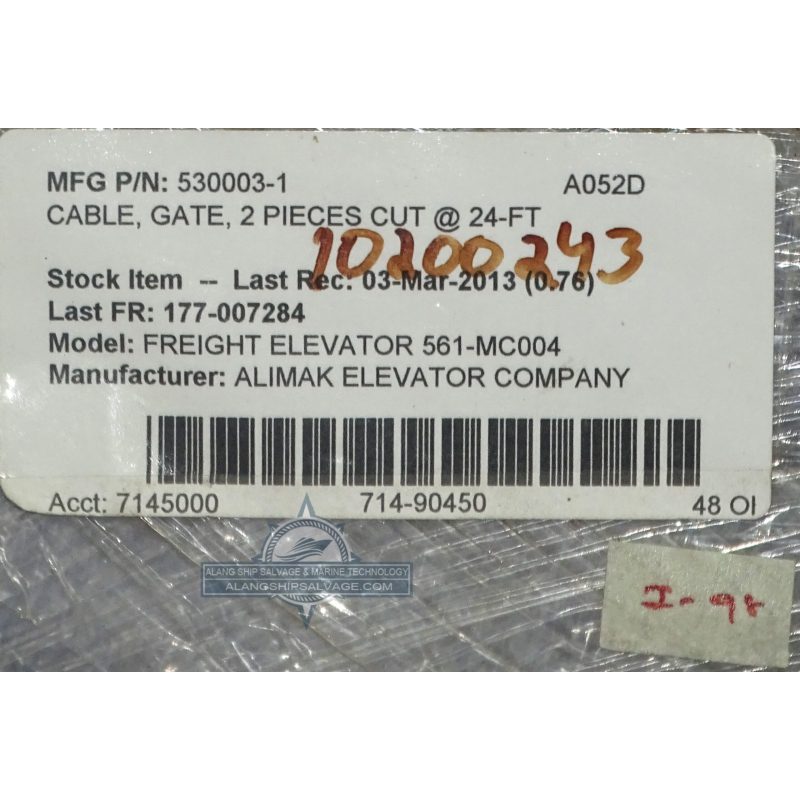 MFG P/N: 530003-1 A052D
CABLE, GATE, 2 PIECES CUT @ 24-FT
10200243
Stock Item -- Last Rec: 03-Mar-2013 (0.76)
Last FR: 177-007284
Model: FREIGHT ELEVATOR 561-MC004
Manufacturer: ALIMAK ELEVATOR COMPANY
Acct: 7145000 714-90450 48 OI
ALANG SHIP SALVAGE & MARINE TECHNOLOGY
ALANGSHIPSALVAGE.COM
I-98